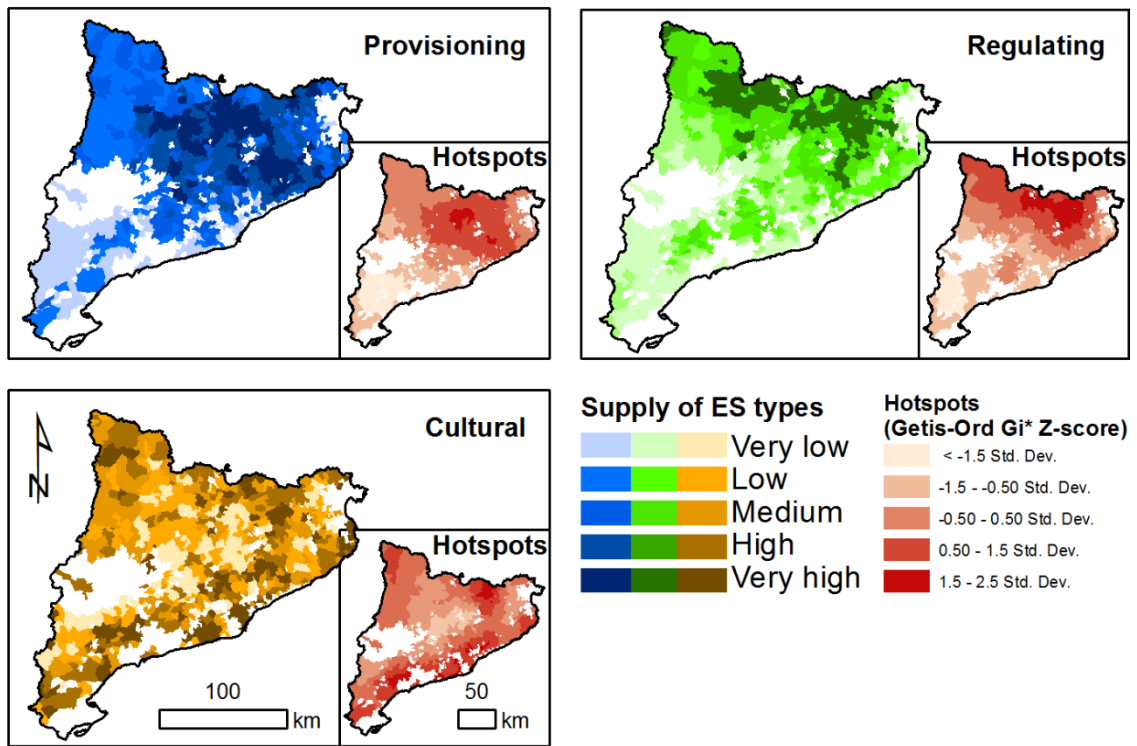 Provisioning
Hotspots
Regulating
Hotspots
Cultural
N
Hotspots
100
km
50
km
Supply of ES types
Very low
Low
Medium
High
Very high
Hotspots
(Getis-Ord Gi* Z-score)
< -1.5 Std. Dev.
-1.5 - -0.50 Std. Dev.
-0.50 - 0.50 Std. Dev.
0.50 - 1.5 Std. Dev.
1.5 - 2.5 Std. Dev.